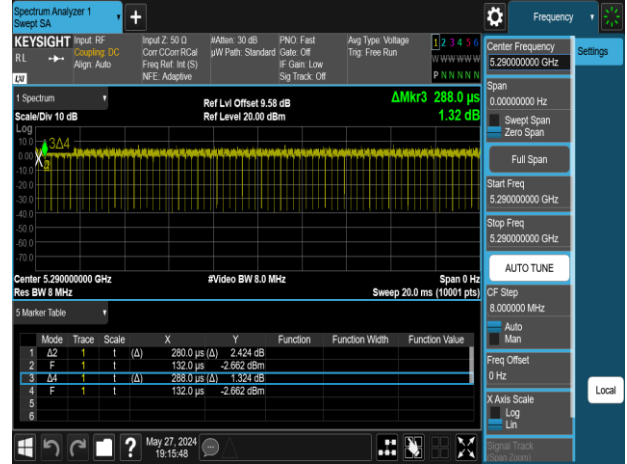 Spectrum Analyzer 1
Swept SA
Frequency
KEYSIGHT
Input: RF
Coupling: DC
Align: Auto
Input Z: 50 Ω
Corr CCorr RCal
Freq Ref: Int (S)
NFE: Adaptive
#Atten: 30 dB
µW Path: Standard
PNO: Fast
Gate: Off
IF Gain: Low
Sig Track: Off
Avg Type: Voltage
Trig: Free Run
1 2 3 4 5 6
W W W W W W
P N N N N N
RL
LXI
1 Spectrum
Scale/Div 10 dB
Log
Ref Lvl Offset 9.58 dB
Ref Level 20.00 dBm
ΔMkr3 288.0 µs
1.32 dB
3Δ4
10.0
0.00
-10.0
-20.0
-30.0
-40.0
-50.0
-60.0
-70.0
Center 5.290000000 GHz
Res BW 8 MHz
#Video BW 8.0 MHz
Span 0 Hz
Sweep 20.0 ms (10001 pts)
5 Marker Table
Mode Trace Scale X Y Function Function Width Function Value
1 Δ2 1 t (Δ) 280.0 µs (Δ) 2.424 dB
2 F 1 t 132.0 µs -2.662 dBm
3 Δ4 1 t (Δ) 288.0 µs (Δ) 1.324 dB
4 F 1 t 132.0 µs -2.662 dBm
5
6
May 27, 2024
19:15:48
Center Frequency
5.290000000 GHz
Settings
Span
0.00000000 Hz
Swept Span
Zero Span
Full Span
Start Freq
5.290000000 GHz
Stop Freq
5.290000000 GHz
AUTO TUNE
CF Step
8.000000 MHz
Auto
Man
Freq Offset
0 Hz
X Axis Scale
Log
Lin
Local
Signal Track
(Span Zoom)